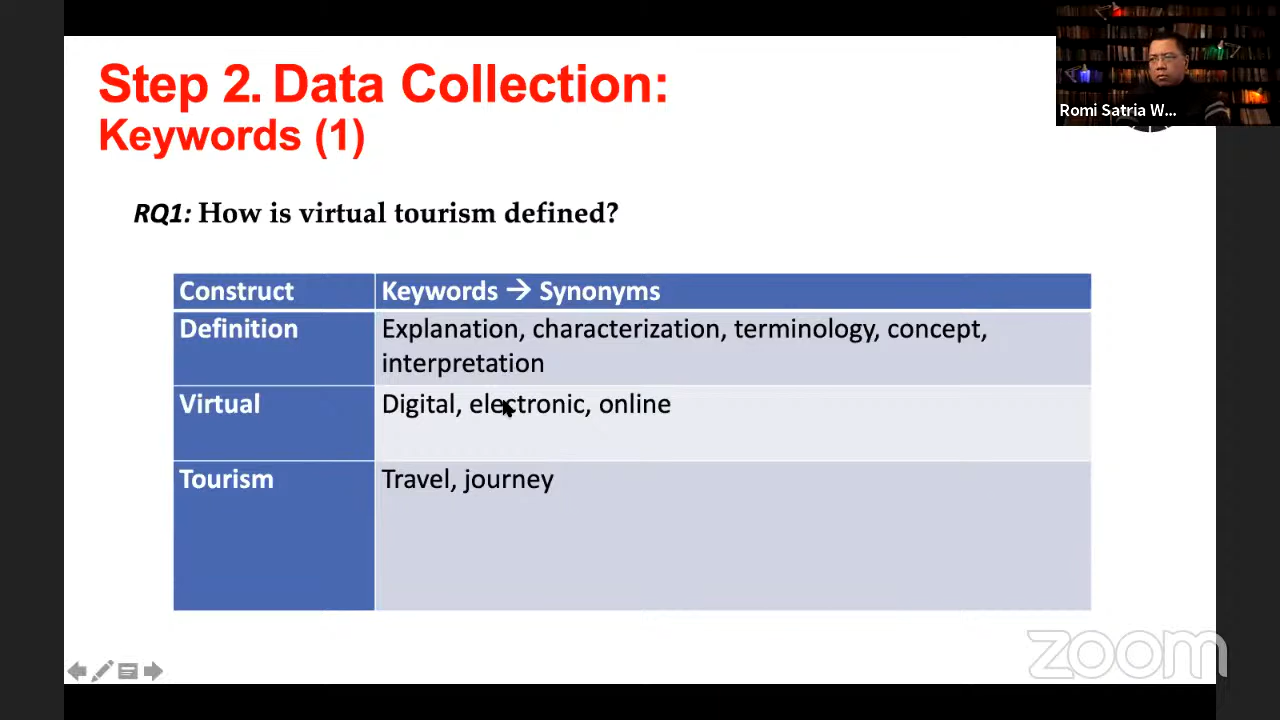 Step 2. Data Collection:
Keywords (1)
Romi Satria W...
RQ1: How is virtual tourism defined?
Construct
Keywords → Synonyms
Definition
Explanation, characterization, terminology, concept,
interpretation
Virtual
Digital, electronic, online
Tourism
Travel, journey
zoom